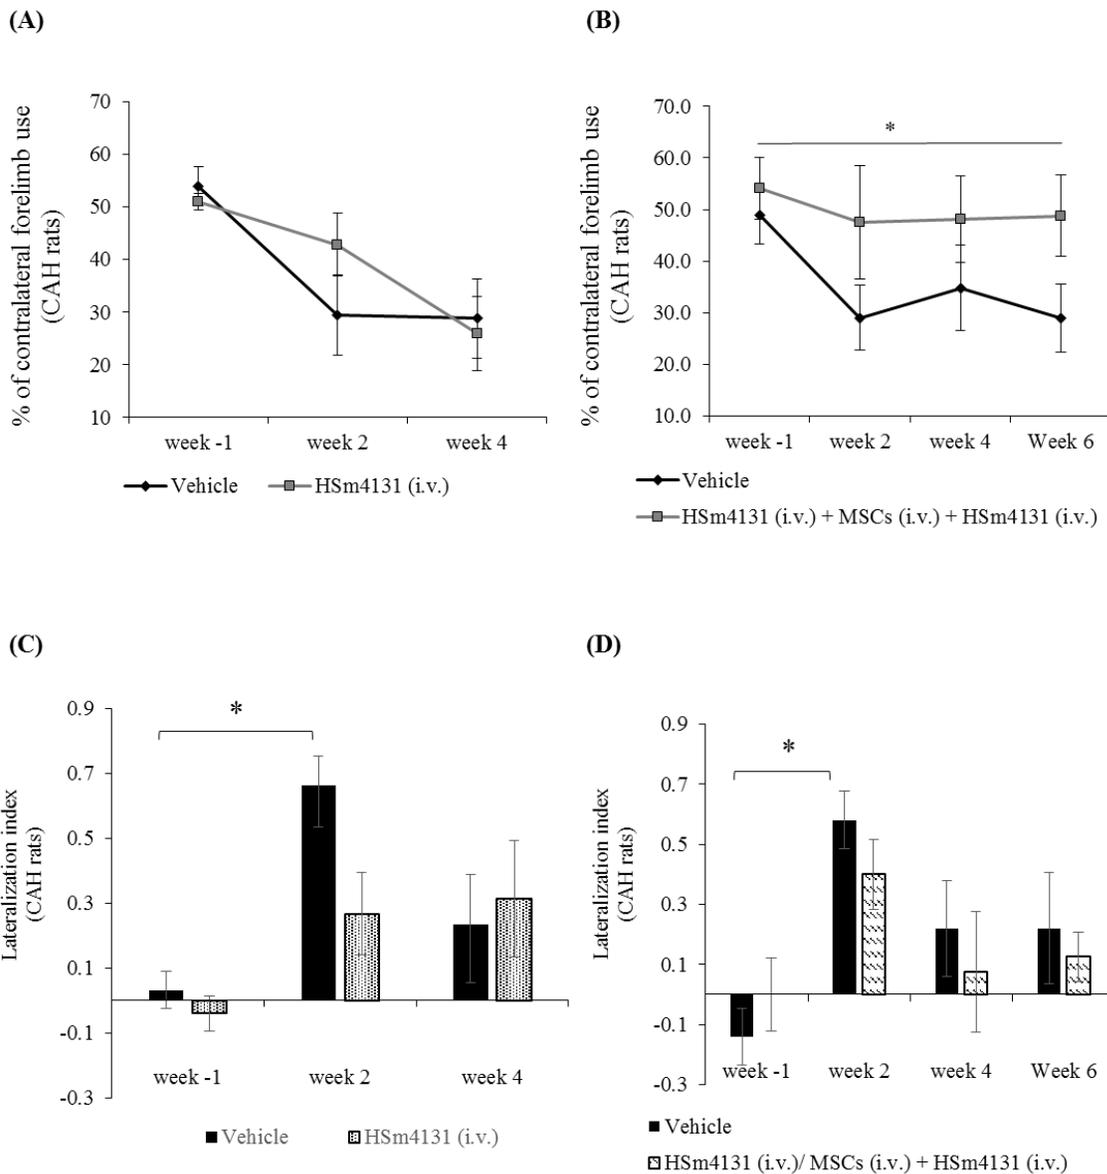 (A)
% of contralateral forelimb use
(CAH rats)
70
60
50
40
30
20
10
week -1 week 2 week 4
Vehicle HSm4131 (i.v.)
(B)
% of contralateral forelimb use
(CAH rats)
70.0
60.0
50.0
40.0
30.0
20.0
10.0
*
week -1 week 2 week 4 Week 6
Vehicle
HSm4131 (i.v.) + MSCs (i.v.) + HSm4131 (i.v.)
(C)
Lateralization index
(CAH rats)
0.9
0.7
0.5
0.3
0.1
-0.1
-0.3
*
week -1 week 2 week 4
Vehicle HSm4131 (i.v.)
(D)
Lateralization index
(CAH rats)
0.9
0.7
0.5
0.3
0.1
-0.1
-0.3
*
week -1 week 2 week 4 Week 6
Vehicle
HSm4131 (i.v.)/ MSCs (i.v.) + HSm4131 (i.v.)